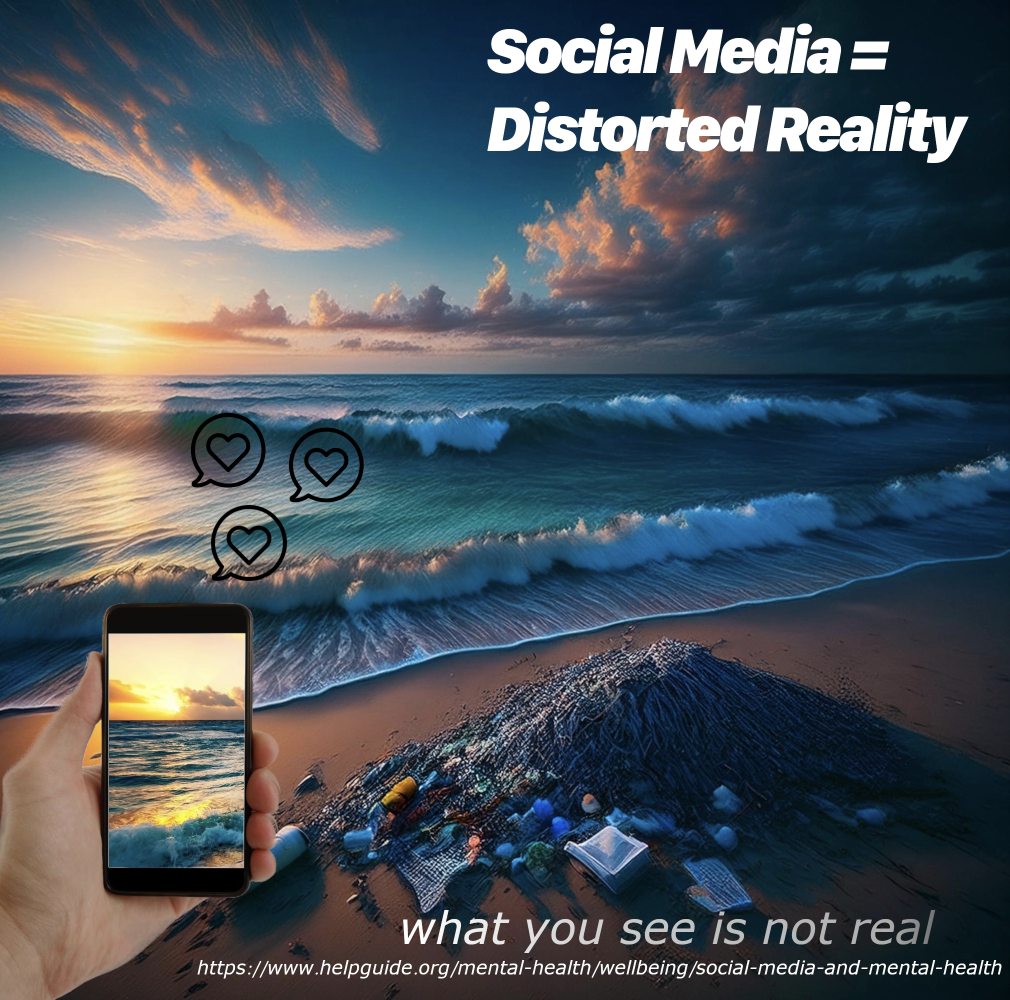 Social Media =
Distorted Reality
what you see is not real
https://www.helpguide.org/mental-health/wellbeing/social-media-and-mental-health